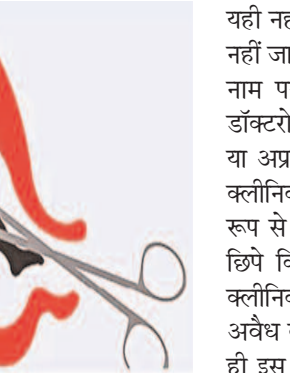 यही नह
नहीं जा
नाम प
डॉक्टरो
या अप्र
क्लीनिक
रूप से
छिपे वि
क्लीनिक
अवैध व
ही इस